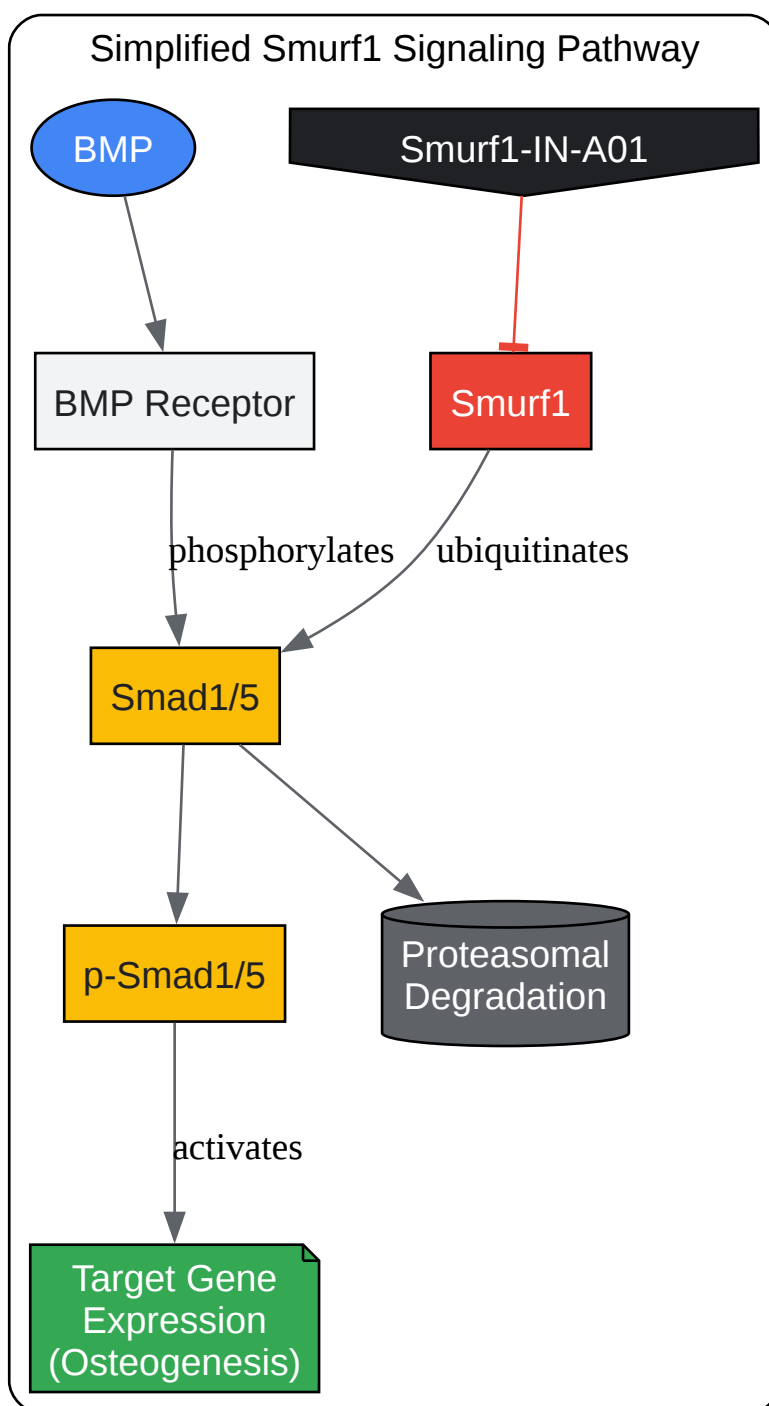 Simplified Smurf1 Signaling Pathway
BMP
Smurf1-IN-A01
BMP Receptor
Smurf1
phosphorylates
ubiquitinates
Smad1/5
p-Smad1/5
Proteasomal
Degradation
activates
Target Gene
Expression
(Osteogenesis)